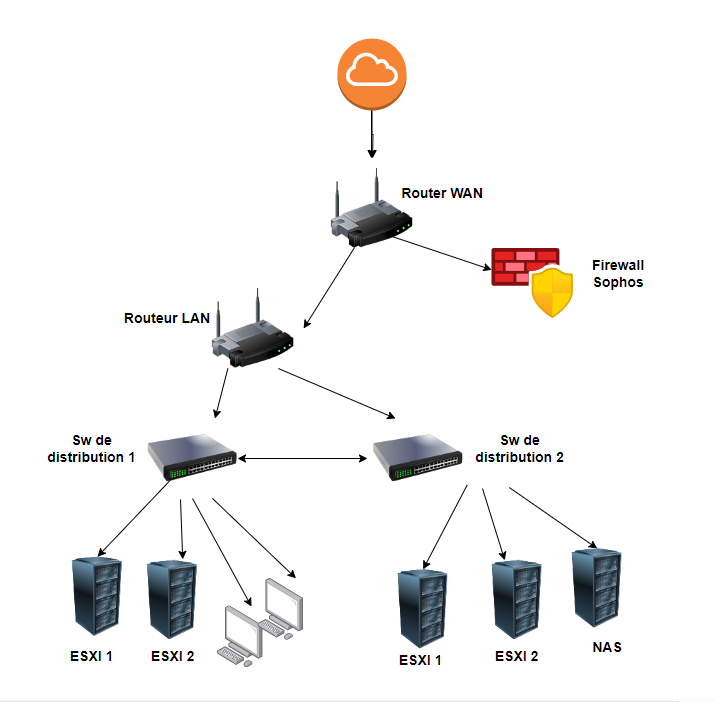 Router WAN
Firewall
Sophos
Routeur LAN
Sw de
distribution 1
Sw de
distribution 2
ESXI 1
ESXI 2
ESXI 1
ESXI 2
NAS